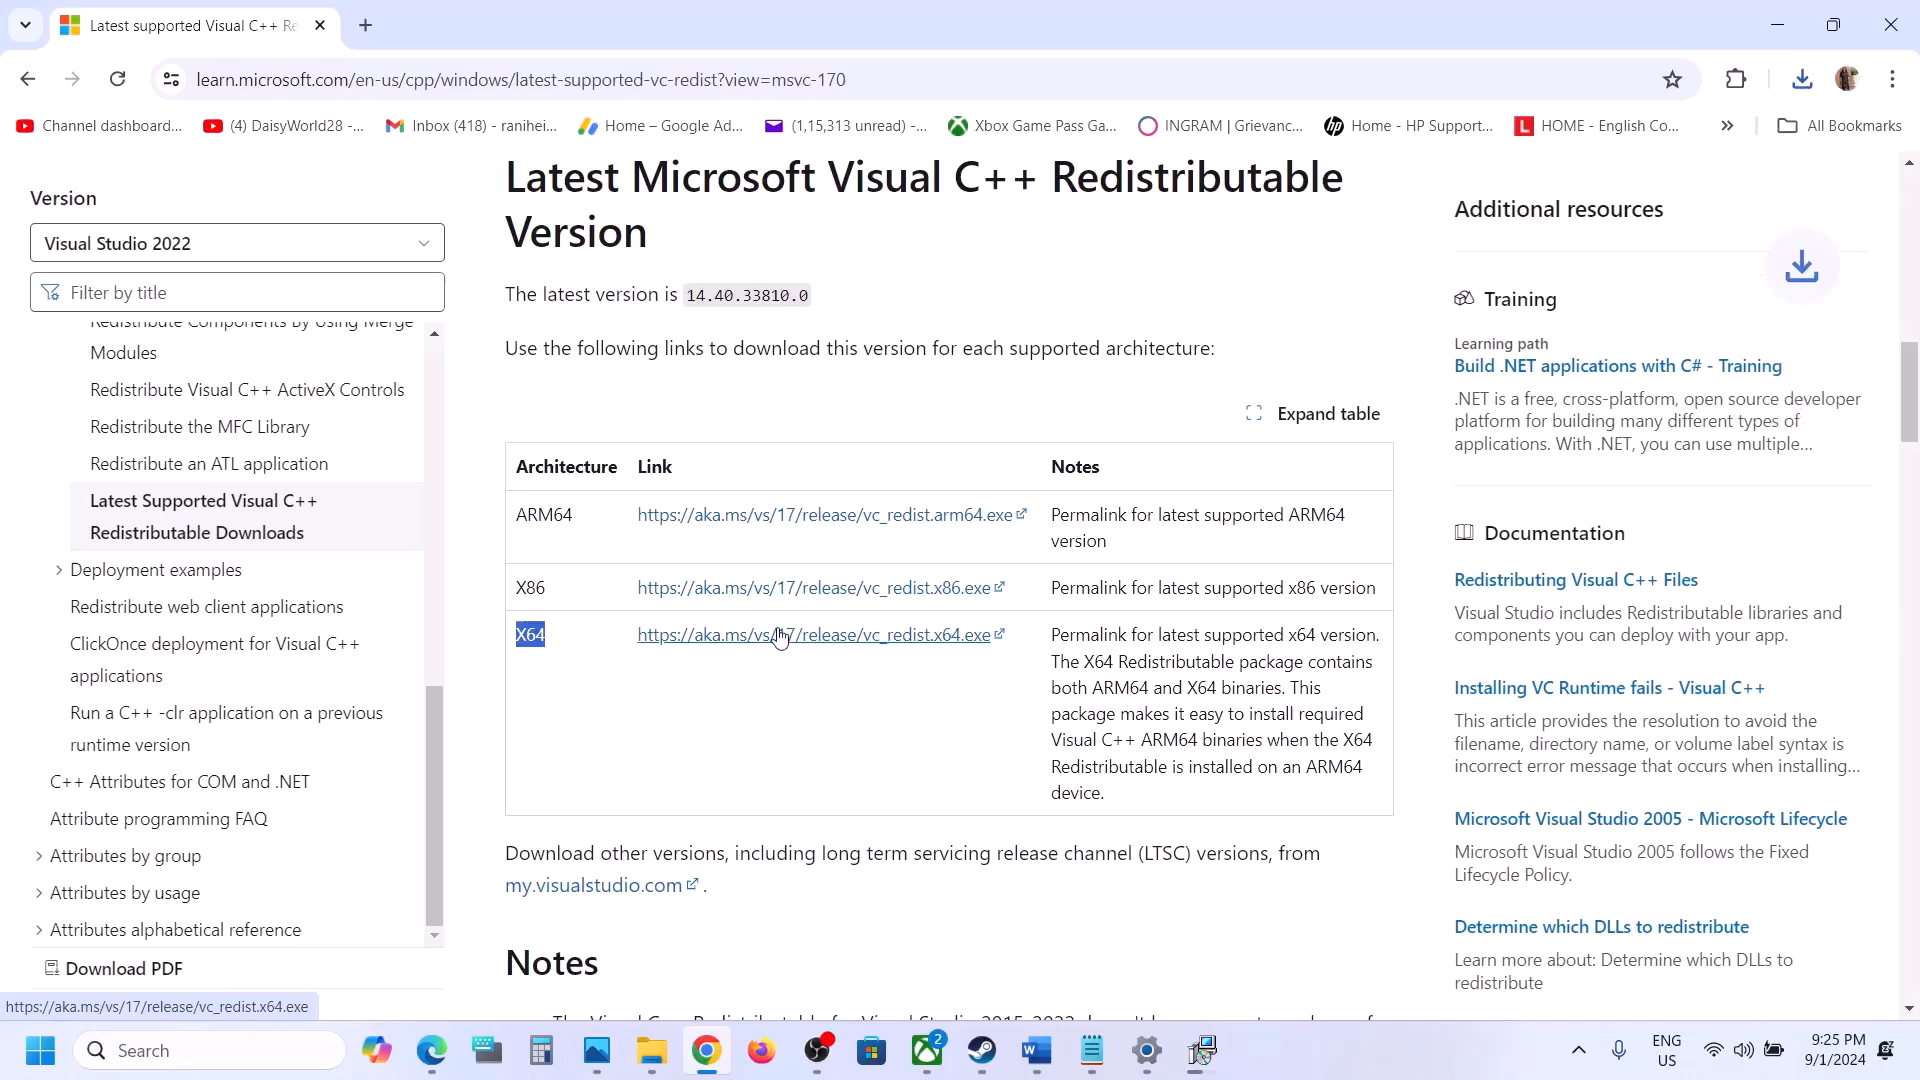 Latest supported Visual C++ Re
learn.microsoft.com/en-us/cpp/windows/latest-supported-vc-redist?view=msvc-170
Channel dashboard...
(4) DaisyWorld28 -...
Inbox (418) - ranihei...
Home – Google Ad...
(1,15,313 unread) -...
Xbox Game Pass Ga...
INGRAM | Grievanc...
Home - HP Support...
HOME - English Co...
All Bookmarks
Version
Visual Studio 2022
Filter by title
Redistribute Components By Using Merge
Modules
Redistribute Visual C++ ActiveX Controls
Redistribute the MFC Library
Redistribute an ATL application
Latest Supported Visual C++
Redistributable Downloads
Deployment examples
Redistribute web client applications
ClickOnce deployment for Visual C++
applications
Run a C++ -clr application on a previous
runtime version
C++ Attributes for COM and .NET
Attribute programming FAQ
Attributes by group
Attributes by usage
Attributes alphabetical reference
Download PDF
https://aka.ms/vs/17/release/vc_redist.x64.exe
Latest Microsoft Visual C++ Redistributable
Version
The latest version is 14.40.33810.0
Use the following links to download this version for each supported architecture:
Expand table
Architecture Link Notes
ARM64 https://aka.ms/vs/17/release/vc_redist.arm64.exe Permalink for latest supported ARM64
version
X86 https://aka.ms/vs/17/release/vc_redist.x86.exe Permalink for latest supported x86 version
X64 https://aka.ms/vs/17/release/vc_redist.x64.exe Permalink for latest supported x64 version.
The X64 Redistributable package contains
both ARM64 and X64 binaries. This
package makes it easy to install required
Visual C++ ARM64 binaries when the X64
Redistributable is installed on an ARM64
device.
Download other versions, including long term servicing release channel (LTSC) versions, from
my.visualstudio.com .
Notes
Additional resources
Training
Learning path
Build .NET applications with C# - Training
.NET is a free, cross-platform, open source developer
platform for building many different types of
applications. With .NET, you can use multiple...
Documentation
Redistributing Visual C++ Files
Visual Studio includes Redistributable libraries and
components you can deploy with your app.
Installing VC Runtime fails - Visual C++
This article provides the resolution to avoid the
filename, directory name, or volume label syntax is
incorrect error message that occurs when installing...
Microsoft Visual Studio 2005 - Microsoft Lifecycle
Microsoft Visual Studio 2005 follows the Fixed
Lifecycle Policy.
Determine which DLLs to redistribute
Learn more about: Determine which DLLs to
redistribute
Search
2
ENG
US
9:25 PM
9/1/2024